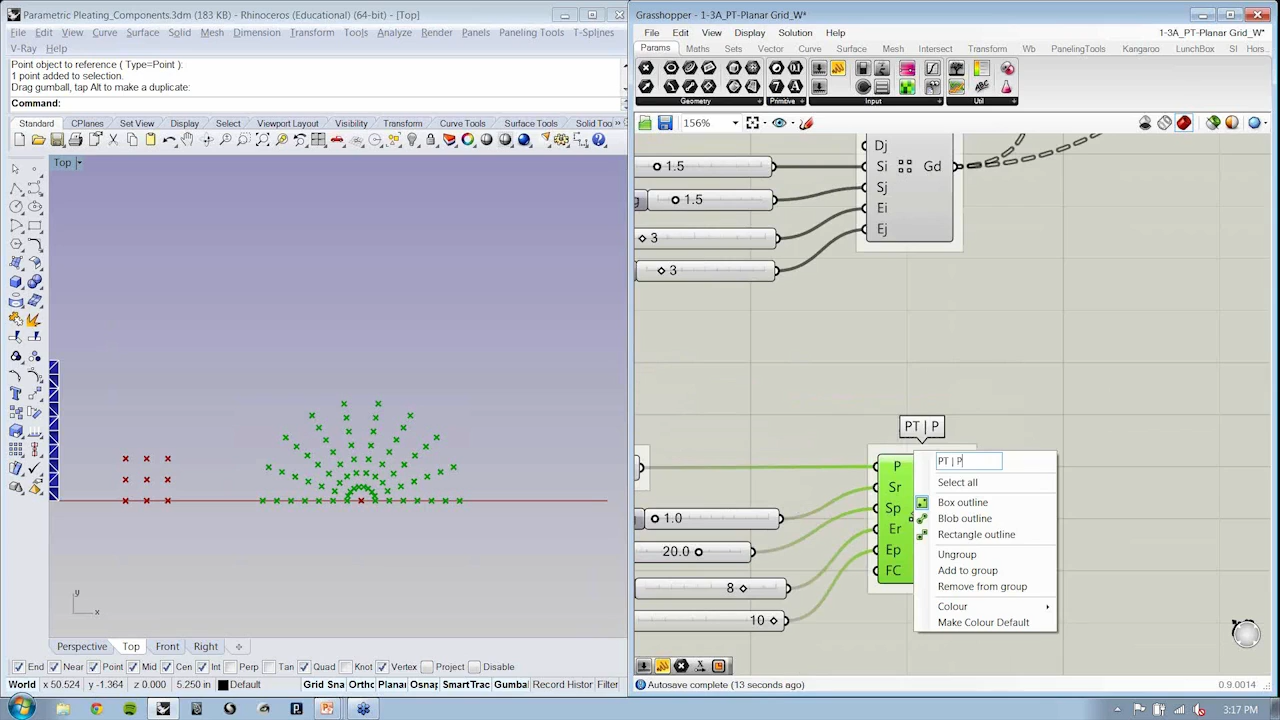 Parametric Pleating_Components.3dm (183 KB) - Rhinoceros (Educational) (64-bit) - [Top]
File Edit View Curve Surface Solid Mesh Dimension Transform Tools Analyze Render Panels T-Splines
V-Ray Help
Point object to reference ( Type=Point ):
1 point added to selection.
Drag gumball, tap Alt to make a duplicate:
Command:
Standard CPlanes Set View Display Select View Layout Visibility Transform Curve Tools Surface Tools Solid Too
Top
y
x
Perspective Top Front Right
End Near Point Mid Cen Int Perp Tan Quad Knot Vertex Project Disable
World x 50.524 y -1.364 z 0.000 5.250 in Default Grid Sna Ortho Planar Osnap SmartTrac Gumba Record Histor Filter
Grasshopper - 1-3A_PT-Planar Grid_W*
File Edit View Display Solution Help 1-3A_PT-Planar Grid_W*
Params Maths Sets Vector Curve Surface Mesh Intersect Transform Wb PanelingTools Kangaroo LunchBox SI Hors
Geometry Primitive Input Util
156%
Dj
1.5 Si Gd
1.5 Sj
Ei
3 Ej
3
PT | P
P
1.0 Sr
20.0 Sp
8 Er
10 Ep
FC
PT | P
Select all
Box outline
Blob outline
Rectangle outline
Ungroup
Add to group
Remove from group
Colour
Make Colour Default
Autosave complete (13 seconds ago) 0.9.0014
3:17 PM